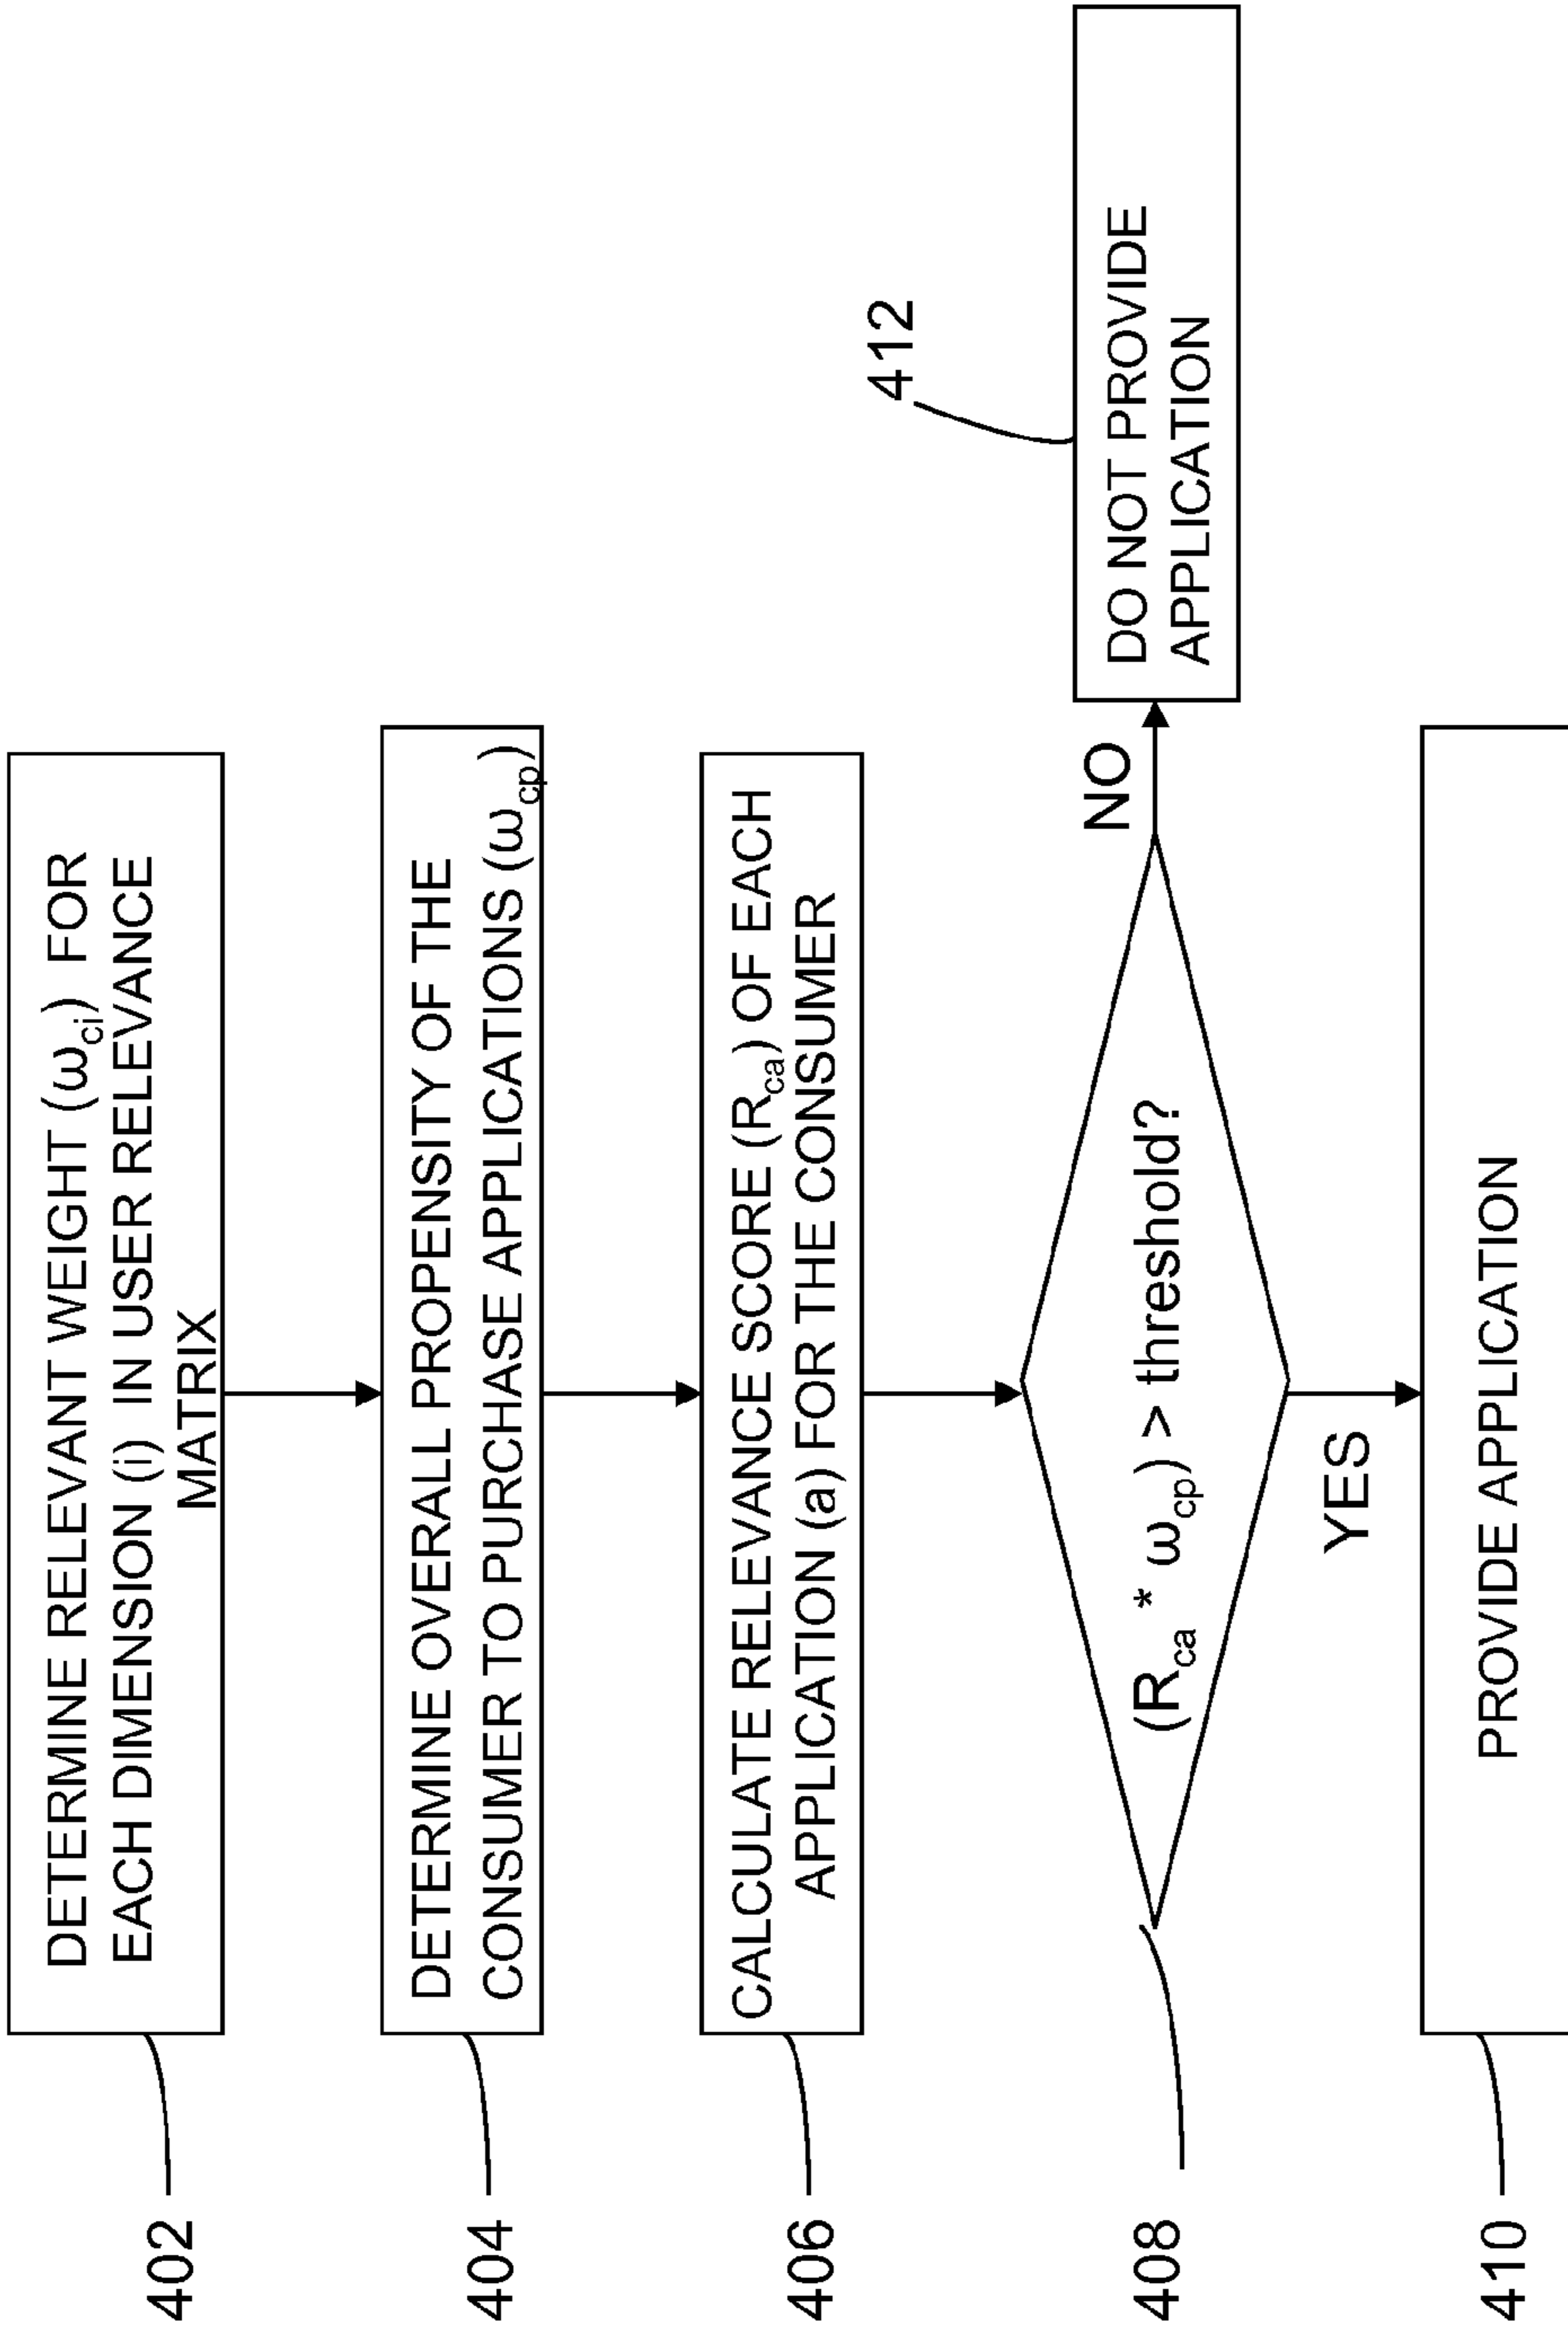 402
DETERMINE RELEVANT WEIGHT (ω_ci) FOR
EACH DIMENSION (i) IN USER RELEVANCE
MATRIX
404
DETERMINE OVERALL PROPENSITY OF THE
CONSUMER TO PURCHASE APPLICATIONS (ω_cp)
406
CALCULATE RELEVANCE SCORE (R_ca) OF EACH
APPLICATION (a) FOR THE CONSUMER
408
(R_ca * ω_cp) > threshold?
NO
412
DO NOT PROVIDE
APPLICATION
YES
410
PROVIDE APPLICATION